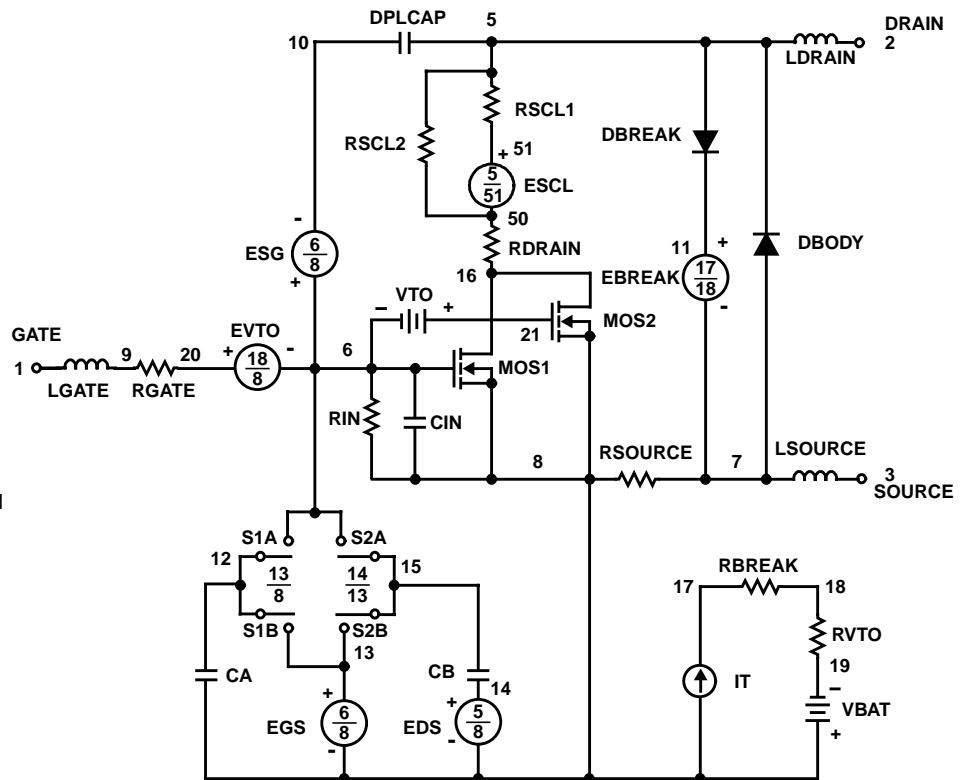 DPLCAP
5
DRAIN
2
10
LDRAIN
RSCL1
RSCL2
DBREAK
+ 51
5
51
ESCL
50
-
ESG
6
8
+
RDRAIN
11
+
EBREAK
17
18
-
DBODY
16
- VTO +
21
MOS2
GATE
1
9
20
EVTO
+
18
8
-
6
LGATE
RGATE
MOS1
RIN
CIN
8
RSOURCE
7
LSOURCE
3
SOURCE
S1A
S2A
12
13
8
14
13
15
S1B
S2B
13
RBREAK
17
18
RVTO
19
CA
CB
14
+
EGS
6
8
-
+
EDS
5
8
-
IT
-
VBAT
+